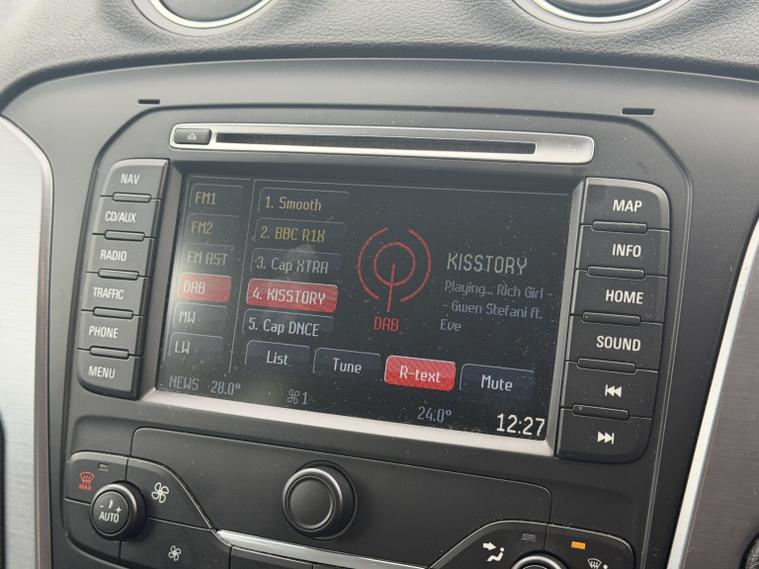 NAV
CD/AUX
RADIO
TRAFFIC
PHONE
MENU
FM1
FM2
FM AST
DAB
MW
LW
1. Smooth
2. BBC R1X
3. Cap XTRA
4. KISSTORY
5. Cap DNCE
DAB
KISSTORY
Playing... Rich Girl
- Gwen Stefani ft.
Eve
List
Tune
R-text
Mute
NEWS
28.0°
⌘1
24.0°
12:27
MAP
INFO
HOME
SOUND
MAX
- +
AUTO